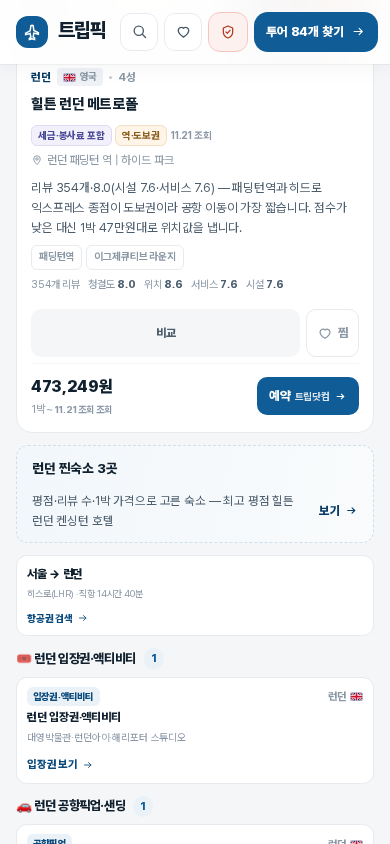 트립픽
투어 84개 찾기 →
런던 🇬🇧 영국 • 4성
힐튼 런던 메트로폴
세금·봉사료 포함 역·도보권 11.21 조회
런던 패딩턴 역 | 하이드 파크
리뷰 354개·8.0(시설 7.6·서비스 7.6) — 패딩턴역과 히드로
익스프레스 종점이 도보권이라 공항 이동이 가장 짧습니다. 점수가
낮은 대신 1박 47만원대로 위치값을 냅니다.
패딩턴역 이그제큐티브 라운지
354개 리뷰 청결도 8.0 위치 8.6 서비스 7.6 시설 7.6
비교 찜
473,249원
1박~ 11.21 조회 조회
예약 트립닷컴 →
런던 찐숙소 3곳
평점·리뷰 수·1박 가격으로 고른 숙소 — 최고 평점 힐튼
런던 켄싱턴 호텔
보기 →
서울 → 런던
히스로(LHR) ·직항 14시간 40분
항공권 검색 →
🎟️ 런던 입장권·액티비티 1
입장권·액티비티 런던 🇬🇧
런던 입장권·액티비티
대영박물관·런던아이·해리포터 스튜디오
입장권 보기 →
🚗 런던 공항픽업·샌딩 1
공항픽업 런던 🇬🇧